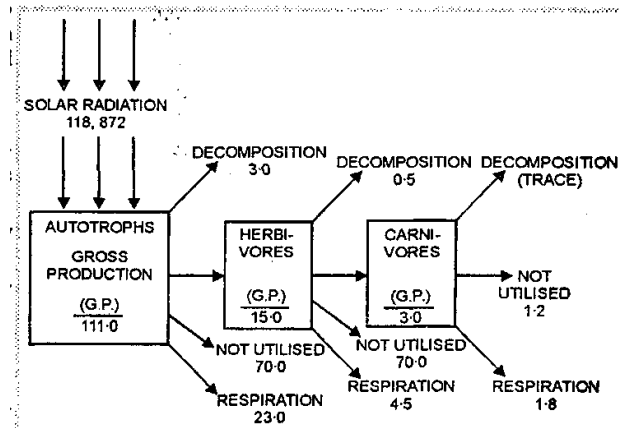 SOLAR RADIATION
118, 872
DECOMPOSITION
3·0
DECOMPOSITION
0·5
DECOMPOSITION
(TRACE)
AUTOTROPHS
GROSS
PRODUCTION
(G.P.)
111·0
HERBI-
VORES
(G.P.)
15·0
CARNI-
VORES
(G.P.)
3·0
NOT
UTILISED
1·2
NOT UTILISED
70·0
NOT UTILISED
70·0
RESPIRATION
23·0
RESPIRATION
4·5
RESPIRATION
1·8